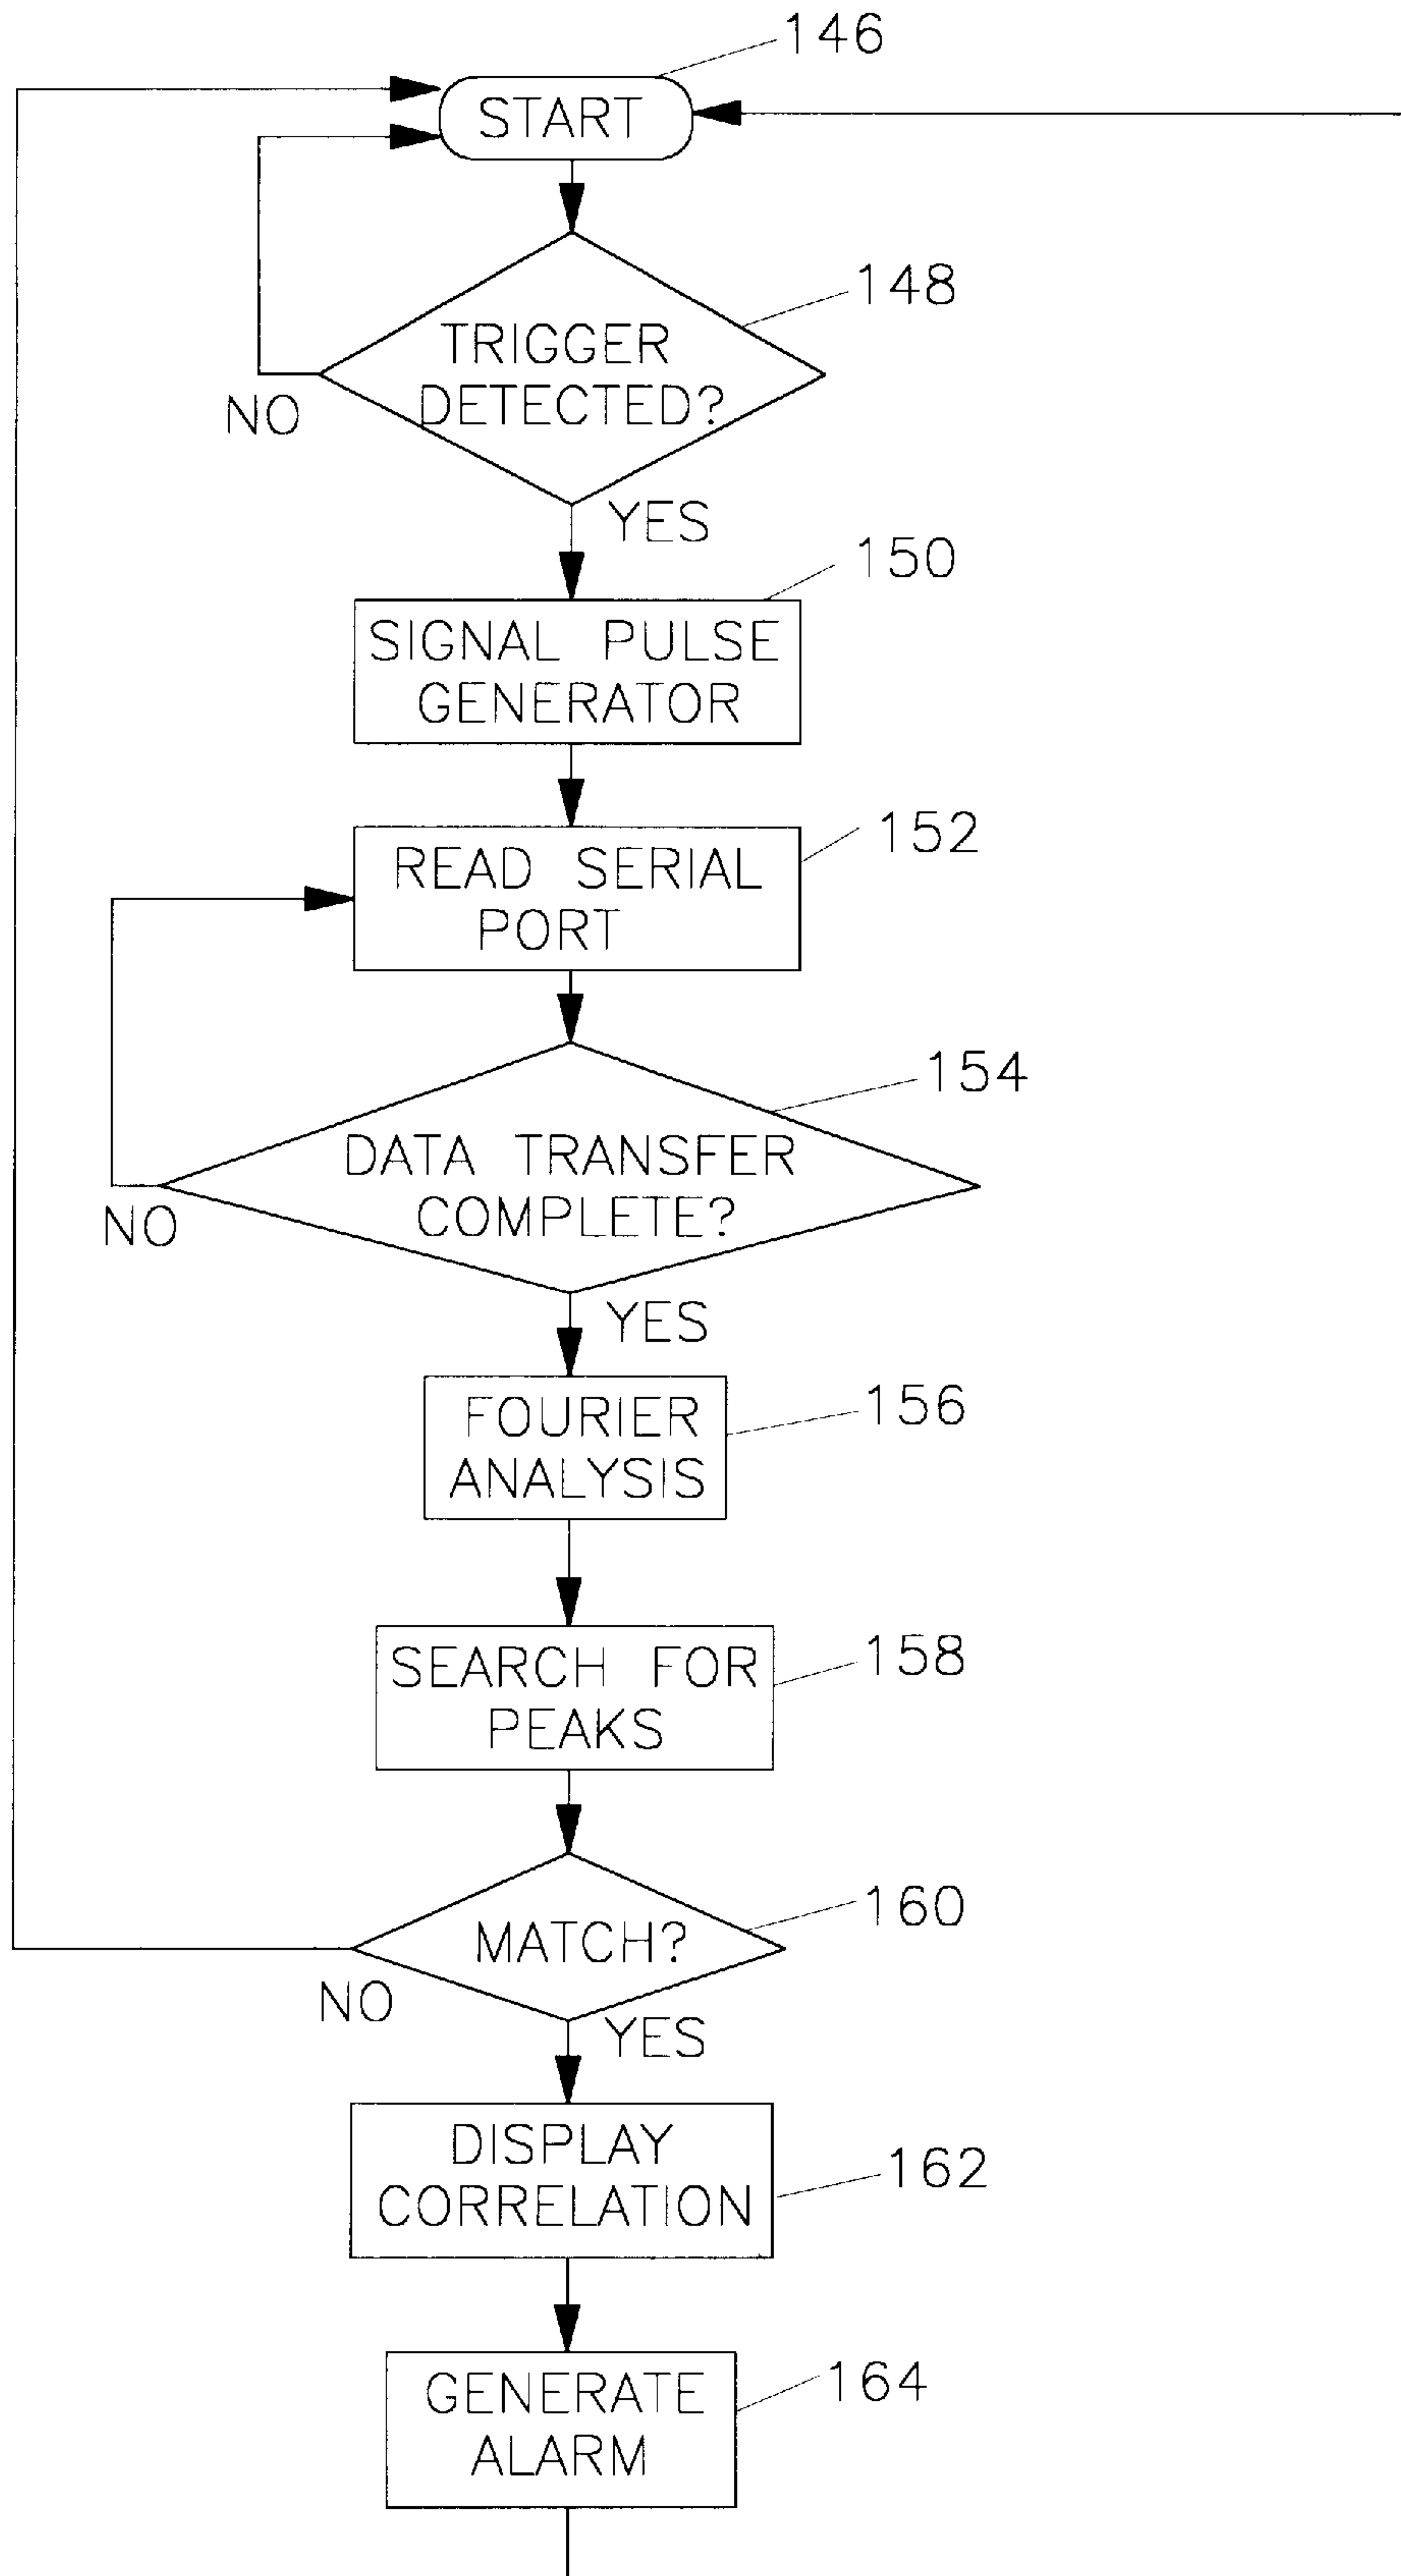 146
START
148
TRIGGER
DETECTED?
NO
YES
150
SIGNAL PULSE
GENERATOR
152
READ SERIAL
PORT
154
DATA TRANSFER
COMPLETE?
NO
YES
156
FOURIER
ANALYSIS
158
SEARCH FOR
PEAKS
160
MATCH?
NO
YES
DISPLAY
162
CORRELATION
164
GENERATE
ALARM